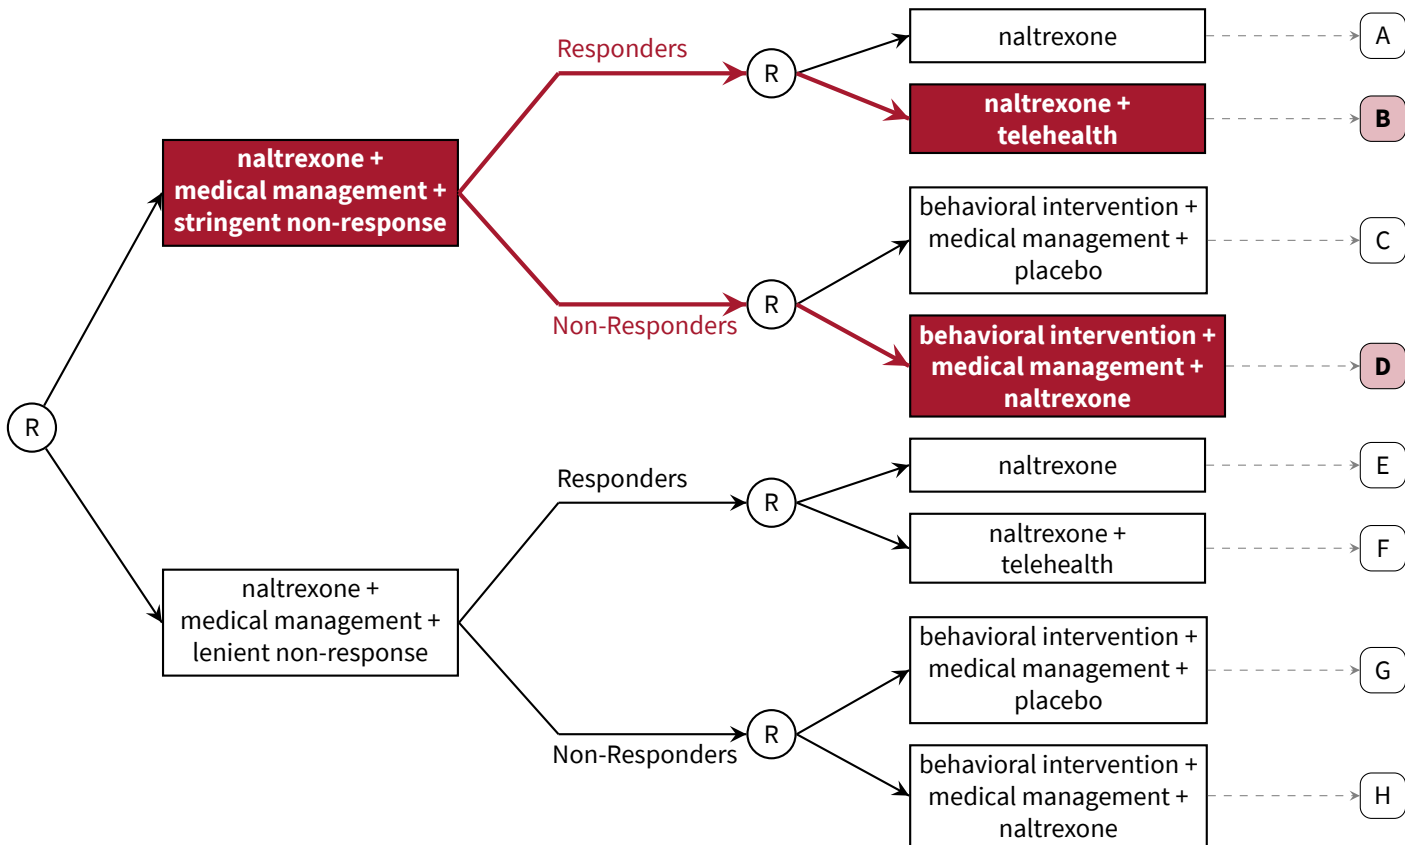 naltrexone
A
Responders
R
naltrexone +
telehealth
B
naltrexone +
medical management +
stringent non-response
behavioral intervention +
medical management +
placebo
C
R
Non-Responders
behavioral intervention +
medical management +
naltrexone
D
R
naltrexone
E
Responders
R
naltrexone +
telehealth
F
naltrexone +
medical management +
lenient non-response
behavioral intervention +
medical management +
placebo
G
R
Non-Responders
behavioral intervention +
medical management +
naltrexone
H